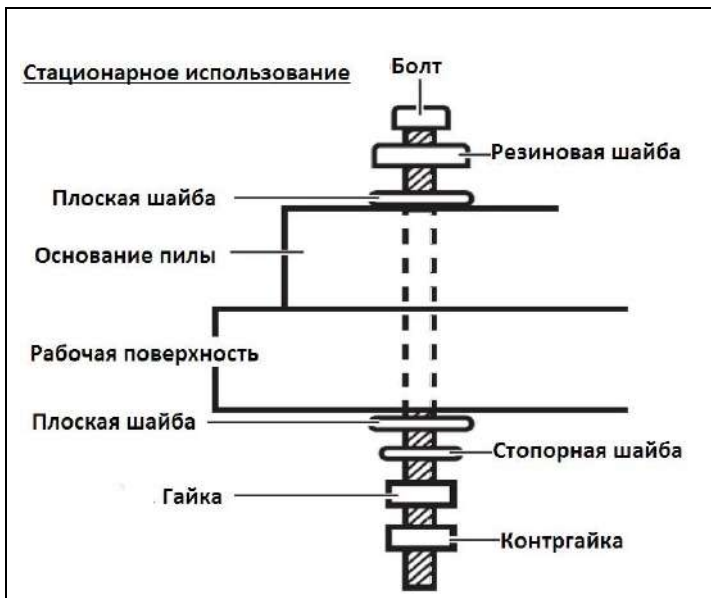 Стационарное использование
Болт
Резиновая шайба
Плоская шайба
Основание пилы
Рабочая поверхность
Плоская шайба
Стопорная шайба
Гайка
Контргайка